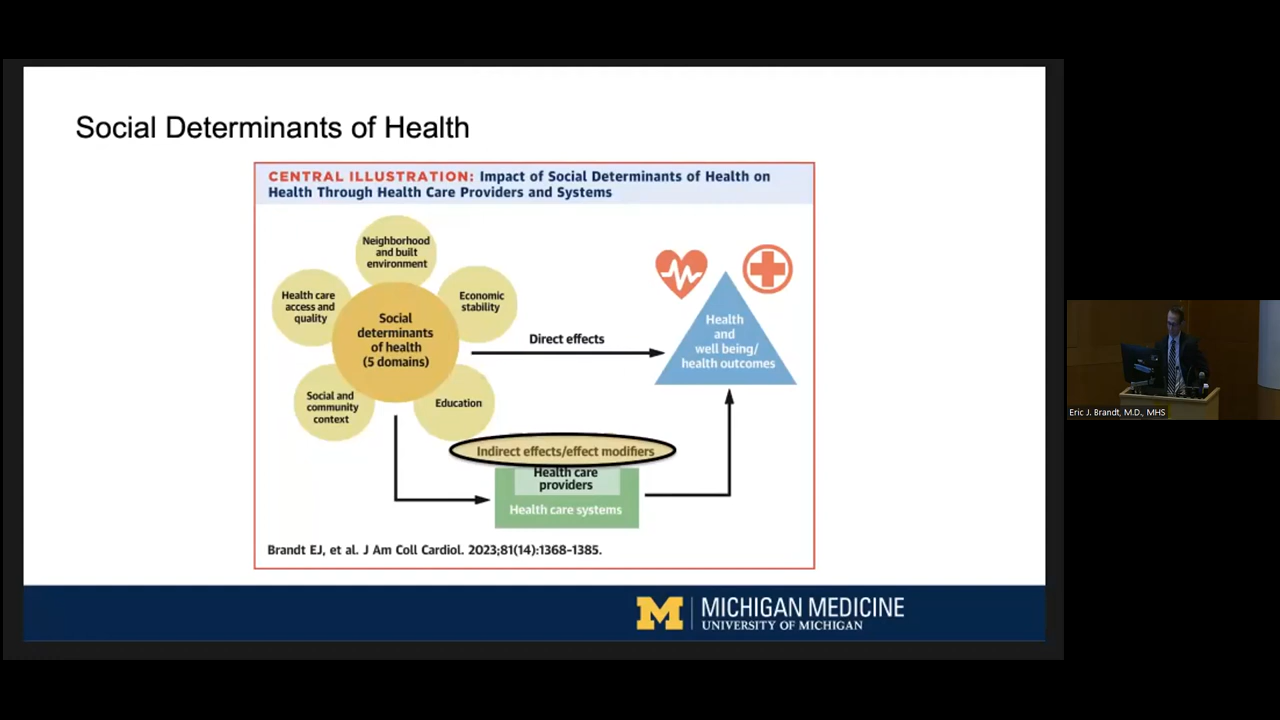 Social Determinants of Health
CENTRAL ILLUSTRATION: Impact of Social Determinants of Health on
Health Through Health Care Providers and Systems
Neighborhood
and built
environment
Health care
access and
quality
Economic
stability
Social
determinants
of health
(5 domains)
Direct effects
Health
and
well being/
health outcomes
Social and
community
context
Education
Indirect effects/effect modifiers
Health care
providers
Health care systems
Brandt EJ, et al. J Am Coll Cardiol. 2023;81(14):1368–1385.
M
MICHIGAN MEDICINE
UNIVERSITY OF MICHIGAN
Eric J. Brandt, M.D., MHS